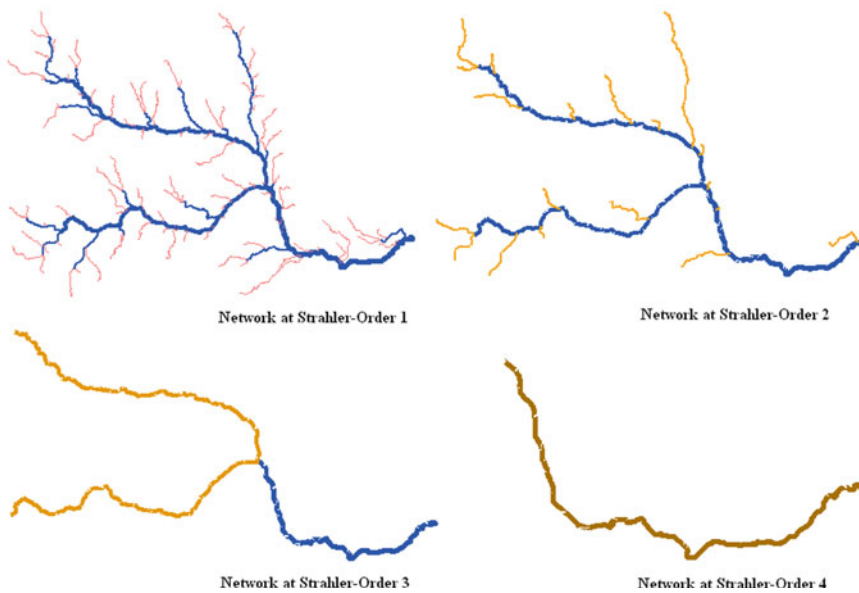 Network at Strahler-Order 1
Network at Strahler-Order 2
Network at Strahler-Order 3
Network at Strahler-Order 4